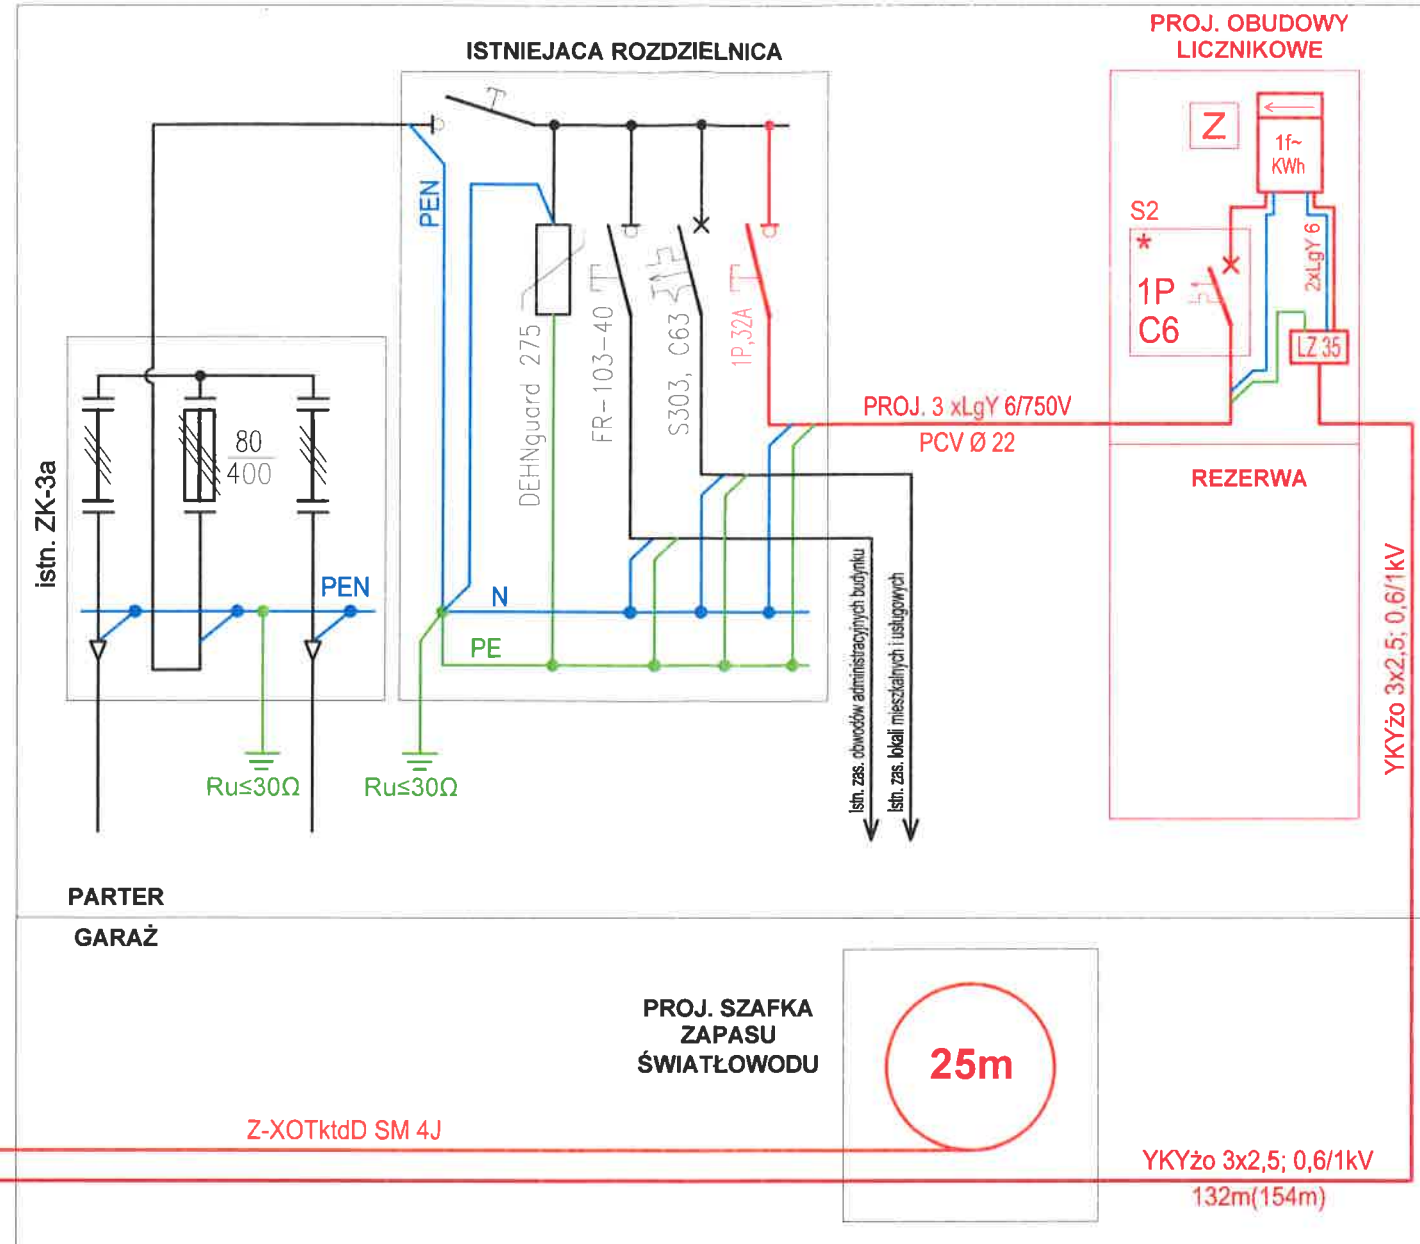 ISTNIEJACA ROZDZIELNICA
PROJ. OBUDOWY
LICZNIKOWE
Z
1f~
KWh
S2
*
1P
C6
2xLgY 6
LZ 35
PEN
DEHNguard 275
FR-103-40
S303, C63
1P,32A
PROJ. 3 xLgY 6/750V
PCV Ø 22
REZERWA
istn. ZK-3a
80
400
PEN
N
PE
Ru≤30Ω
Ru≤30Ω
Istn. zas. obwodów administracyjnych budynku
Istn. zas. lokali mieszkalnych i usługowych
YKYżo 3x2,5; 0,6/1kV
PARTER
GARAŻ
PROJ. SZAFKA
ZAPASU
ŚWIATŁOWODU
25m
Z-XOTktdD SM 4J
YKYżo 3x2,5; 0,6/1kV
132m(154m)